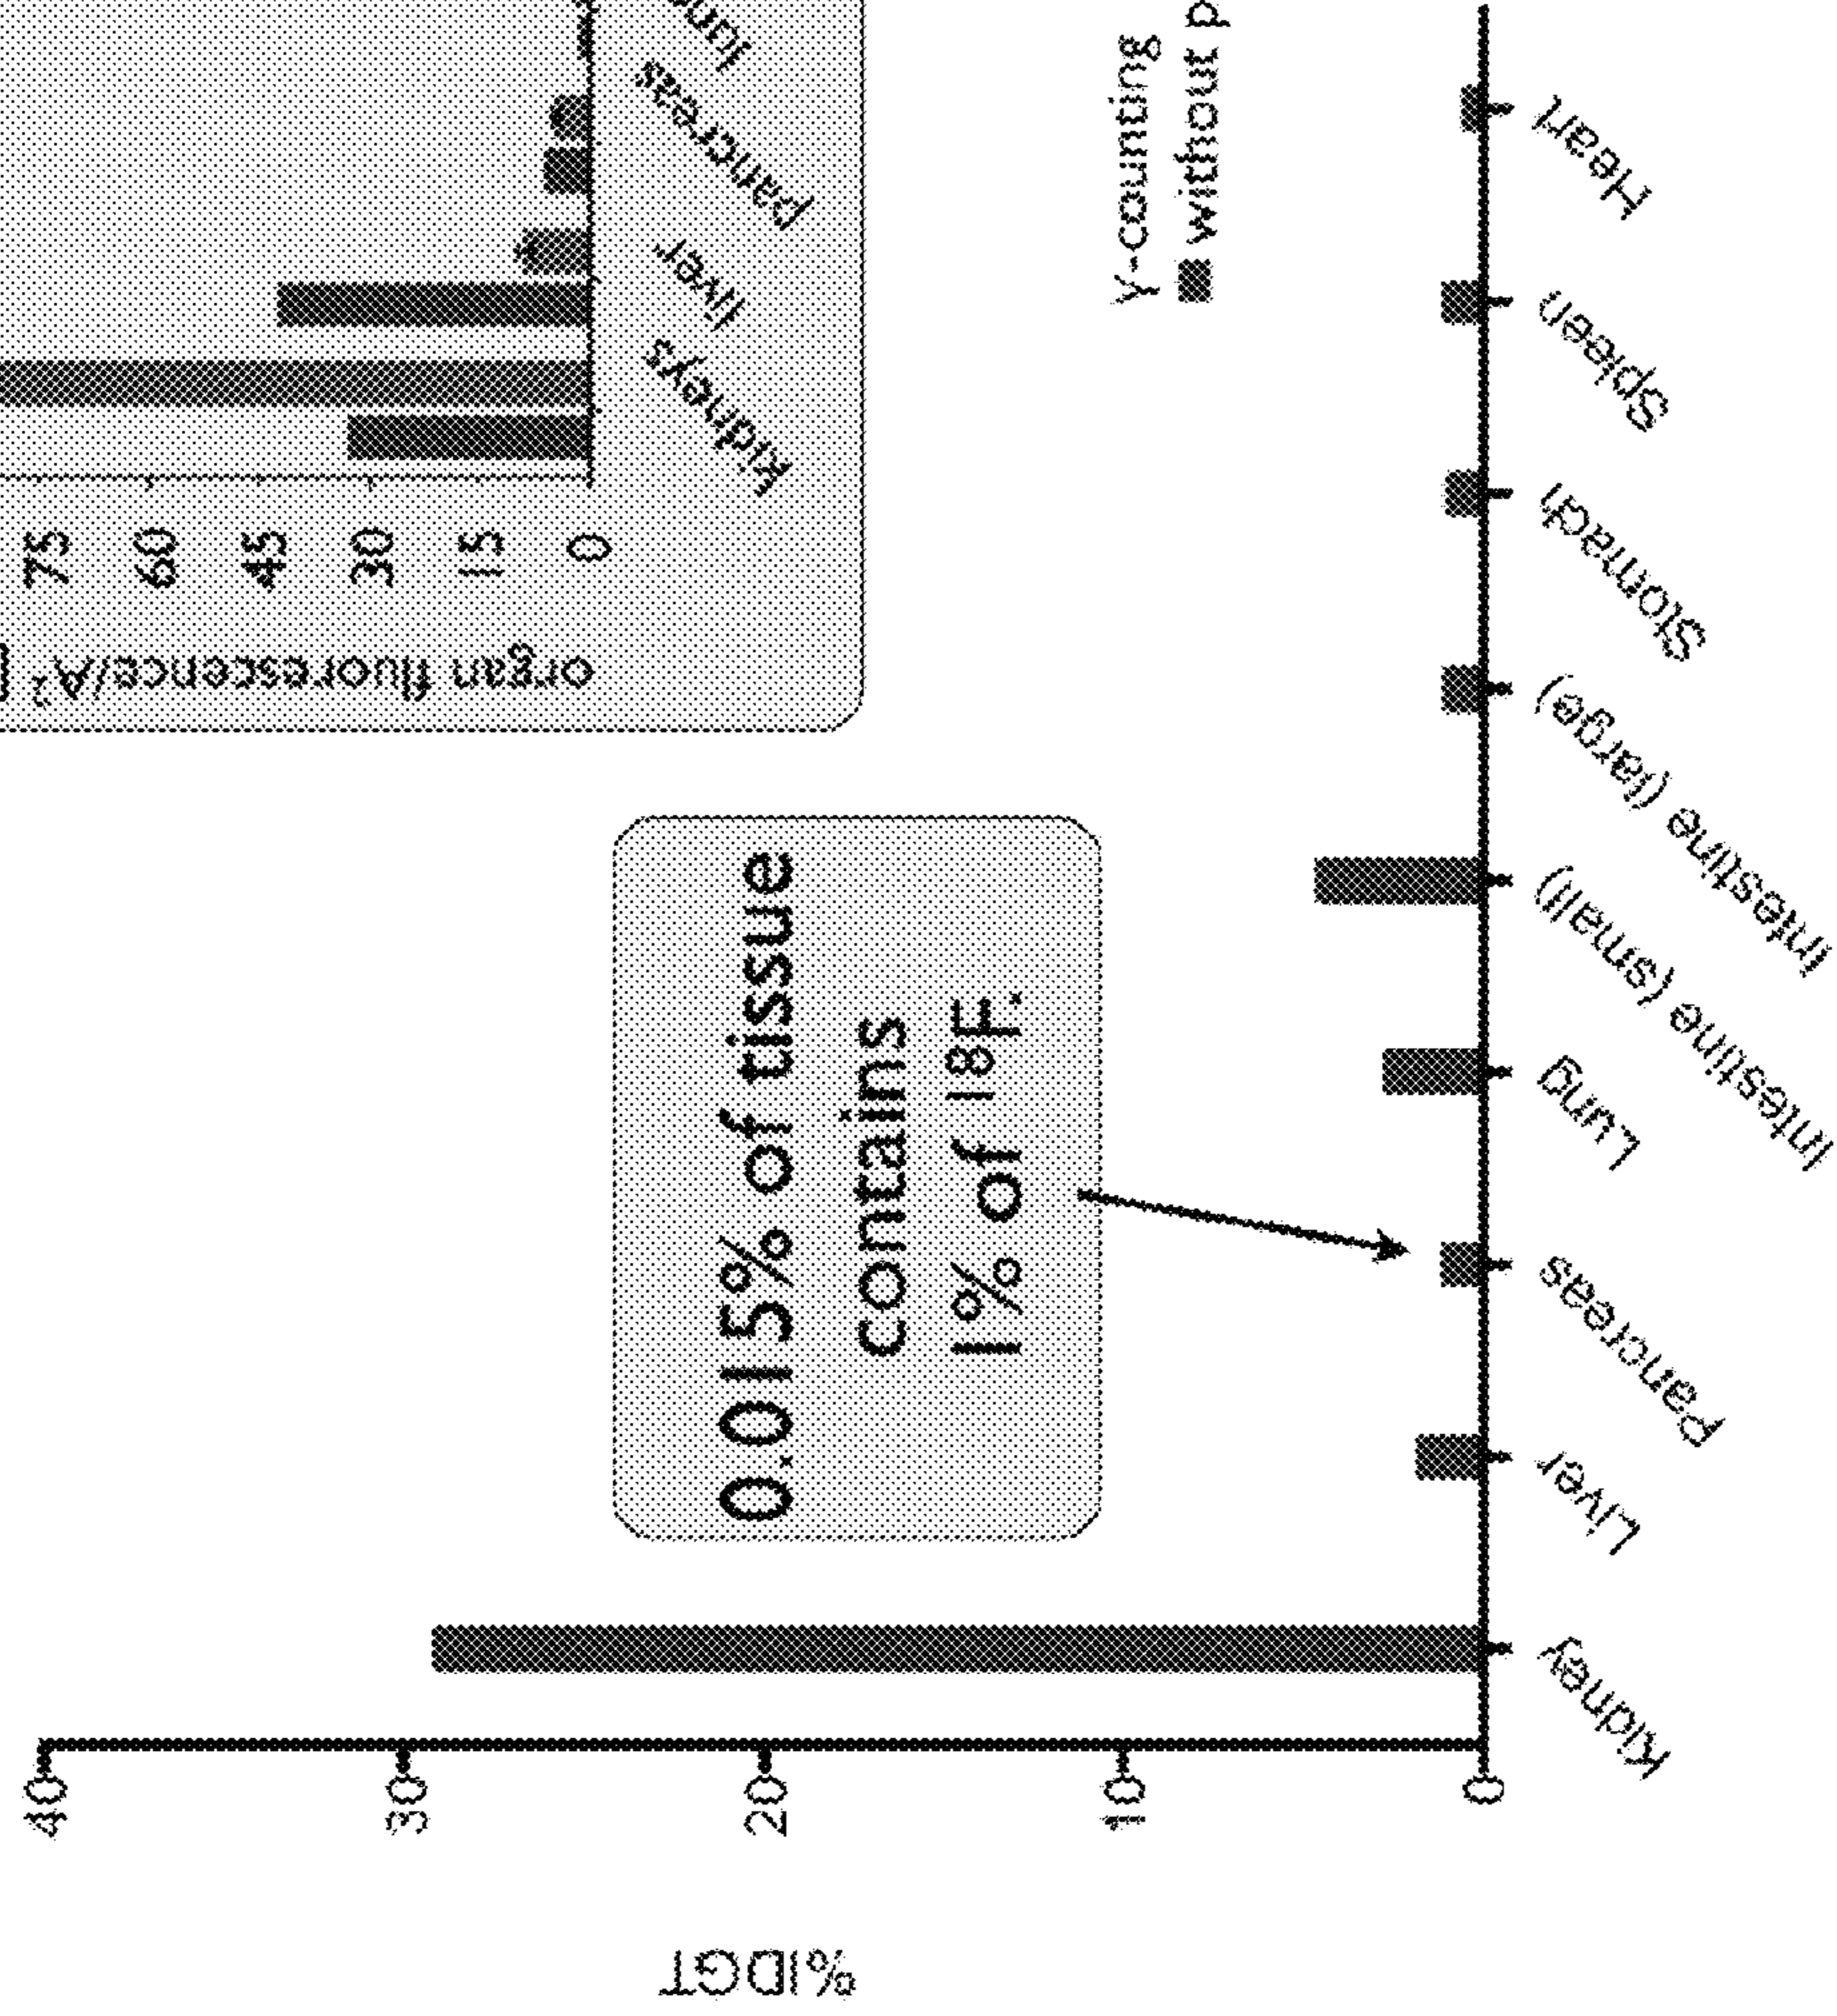 75
60
45
30
15
0
organ fluorescence/A²
kidneys
liver
pancreas
0.015% of tissue
contains
1% of ¹⁸F.
γ-counting
without p
40
30
20
10
0
%IDGT
Kidney
Liver
Pancreas
Lung
Intestine (small)
Intestine (large)
Stomach
Spleen
Heart